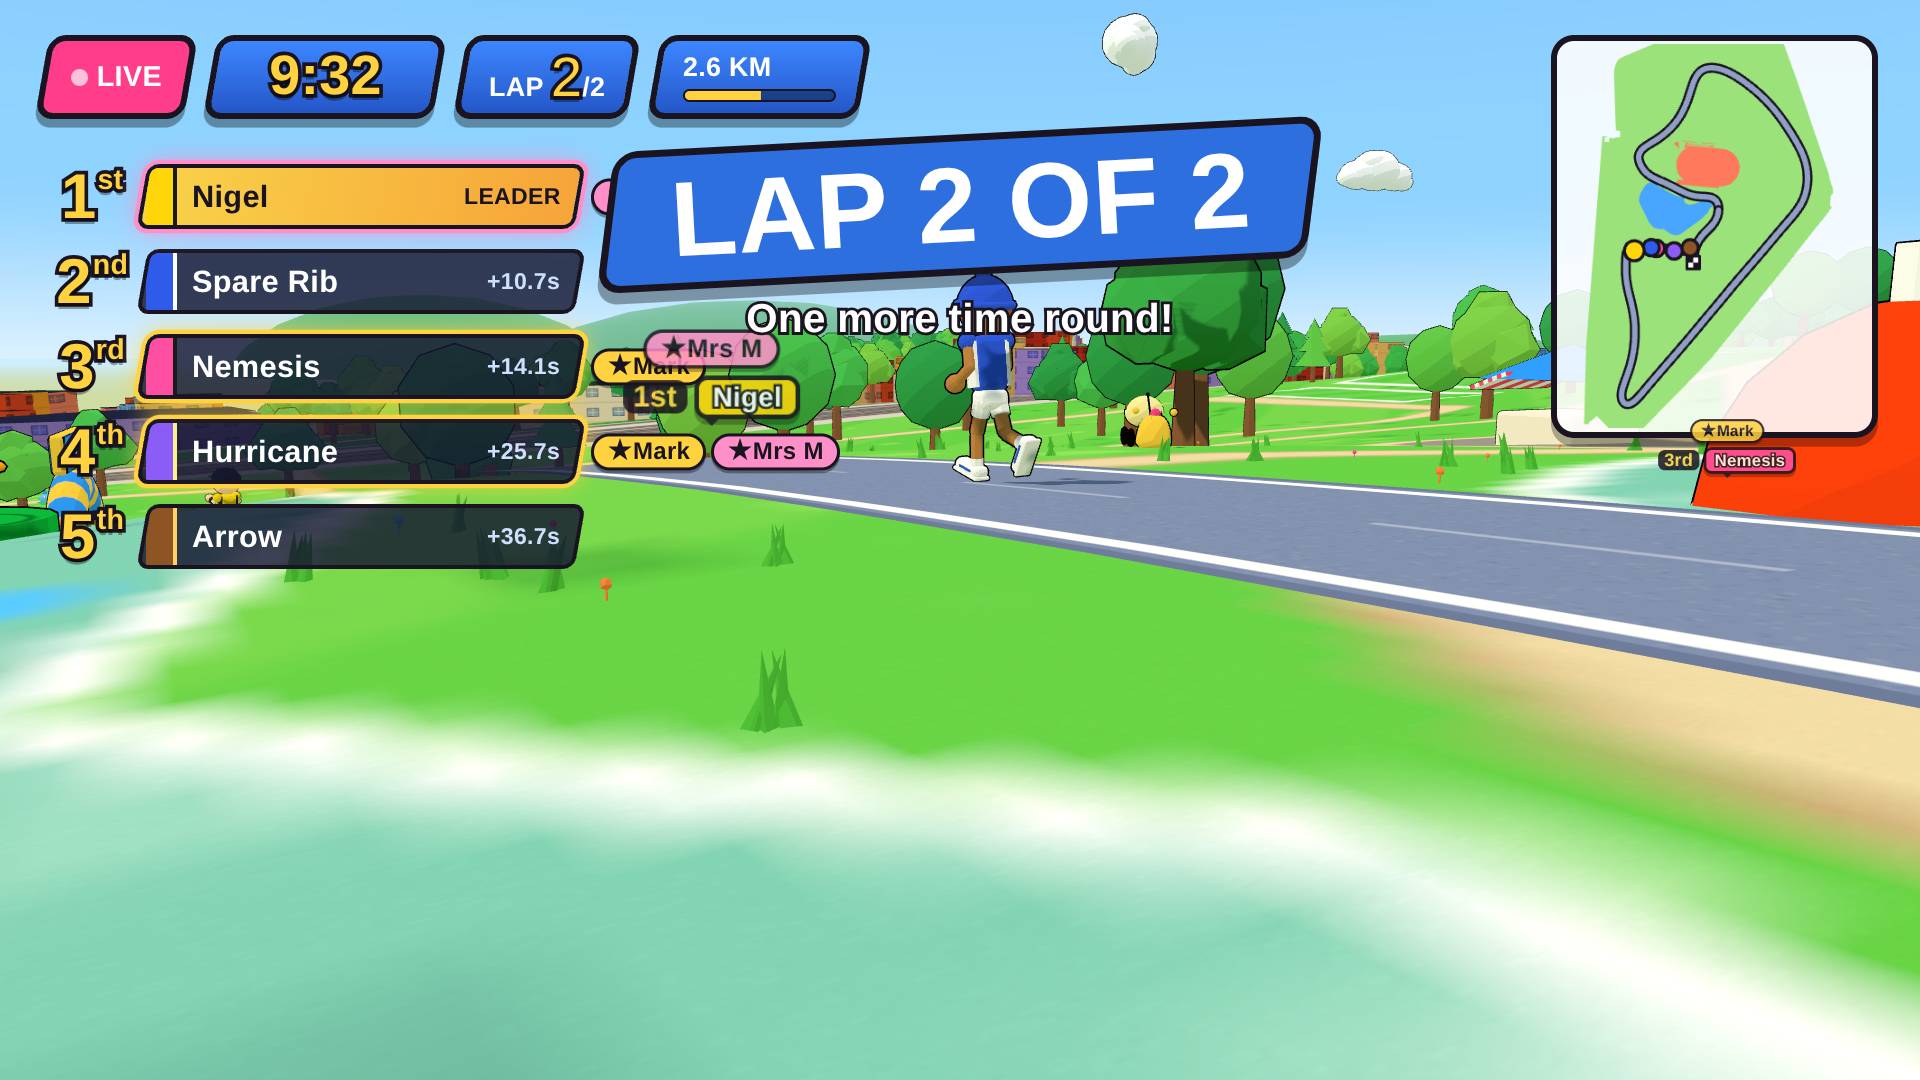 LIVE
9:32
LAP 2/2
2.6 KM
LAP 2 OF 2
One more time round!
1st Nigel LEADER
2nd Spare Rib +10.7s
3rd Nemesis +14.1s ★Mark
4th Hurricane +25.7s ★Mark ★Mrs M
5th Arrow +36.7s
★Mrs M
1st Nigel
★Mark
3rd Nemesis